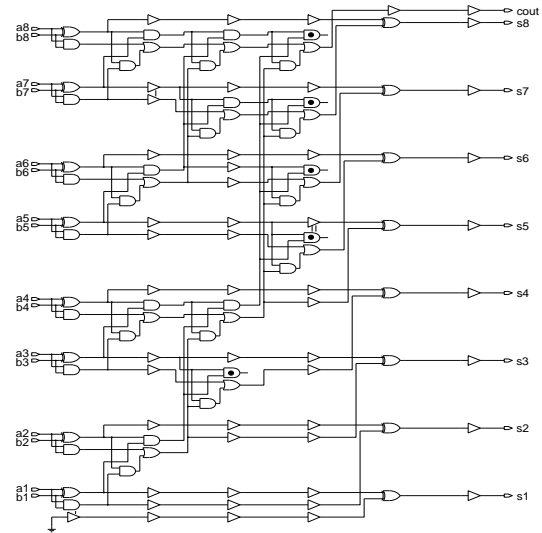 cout
a8 s8
b8
a7 s7
b7
a6 s6
b6
a5 s5
b5
a4 s4
b4
a3 s3
b3
a2 s2
b2
a1 s1
b1